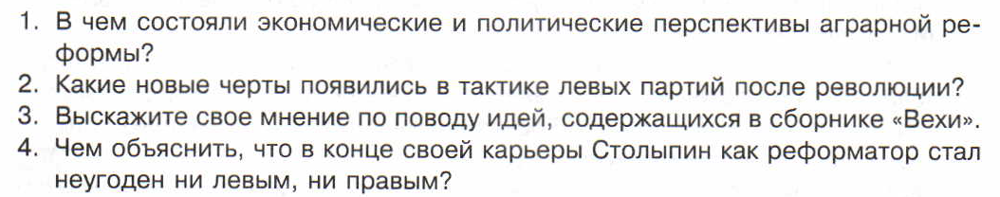 1. В чем состояли экономические и политические перспективы аграрной ре-
формы?
2. Какие новые черты появились в тактике левых партий после революции?
3. Выскажите свое мнение по поводу идей, содержащихся в сборнике «Вехи».
4. Чем объяснить, что в конце своей карьеры Столыпин как реформатор стал
неугоден ни левым, ни правым?